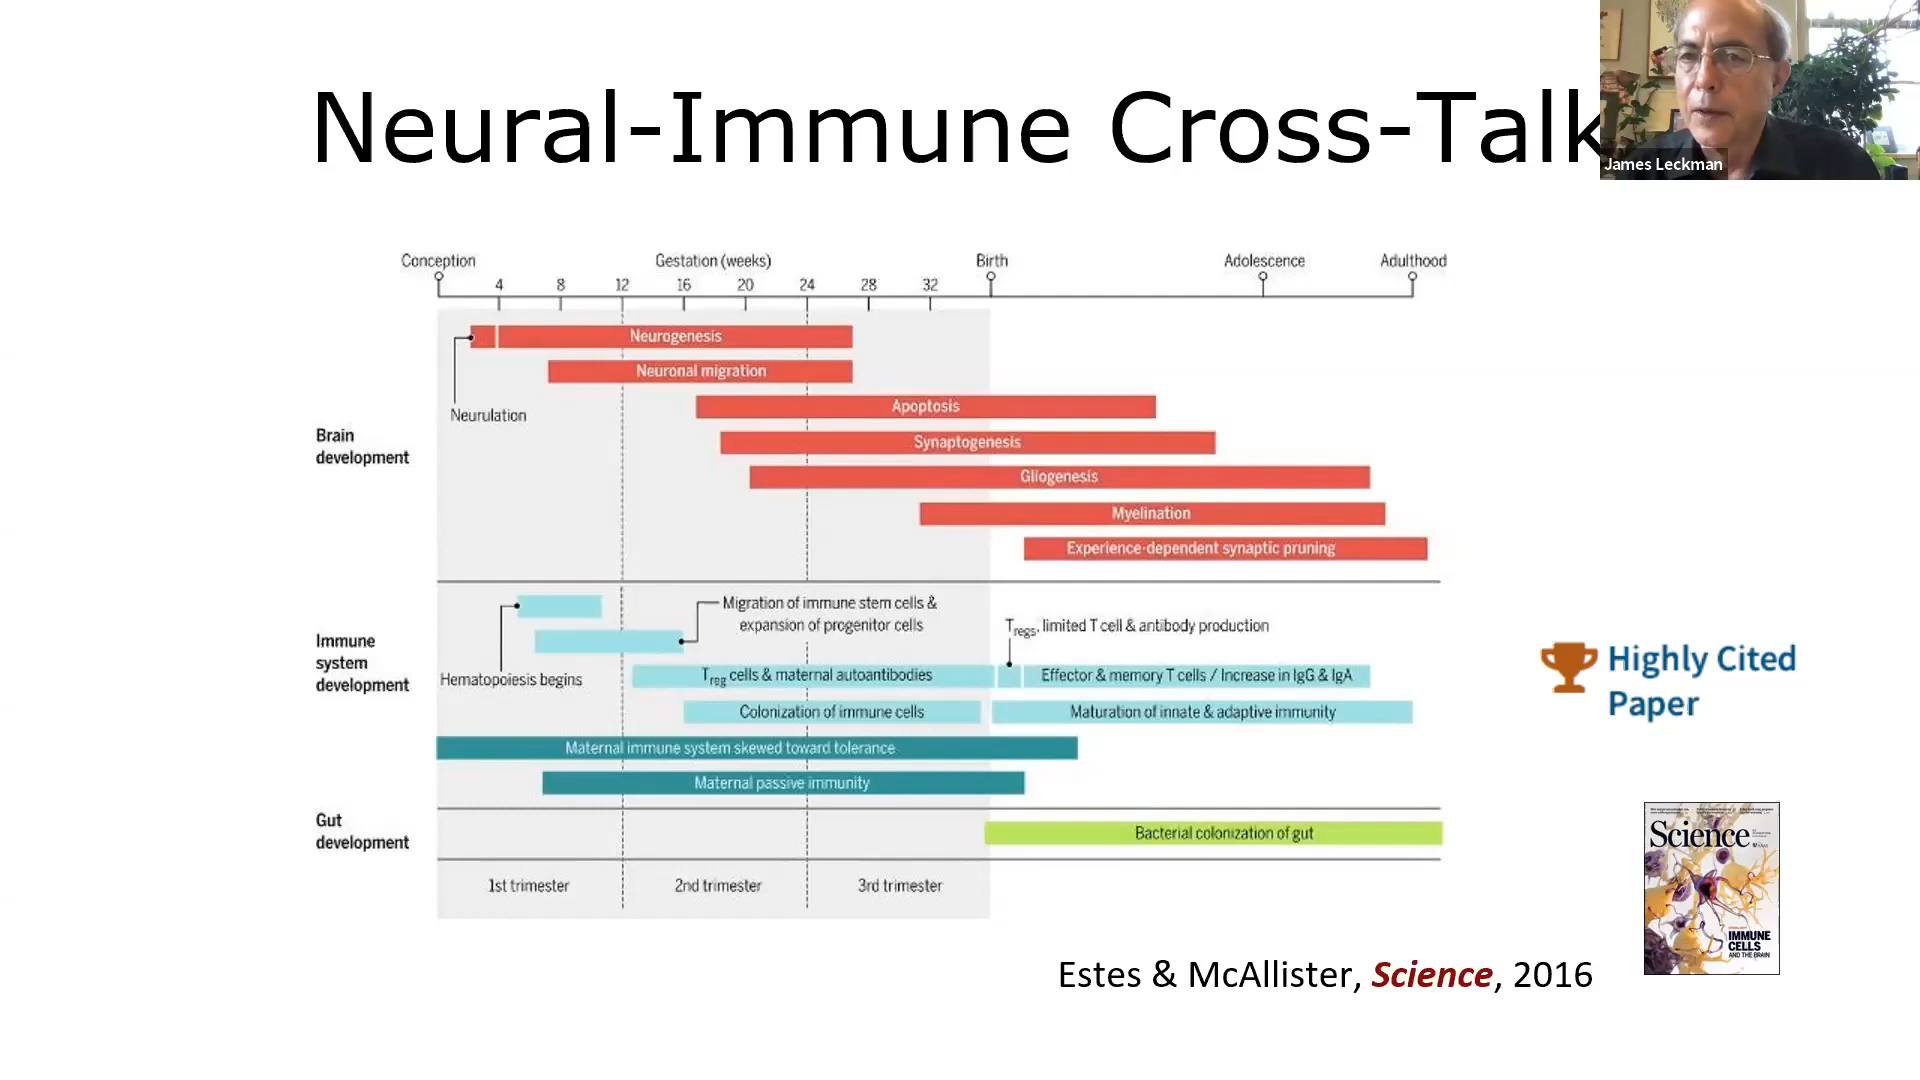 Neural-Immune Cross-Talk
James Leckman
Conception
Gestation (weeks)
Birth
Adolescence
Adulthood
4 8 12 16 20 24 28 32
Brain
development
Neurogenesis
Neuronal migration
Neurulation
Apoptosis
Synaptogenesis
Gliogenesis
Myelination
Experience-dependent synaptic pruning
Immune
system
development
Migration of immune stem cells &
expansion of progenitor cells
Tregs, limited T cell & antibody production
Hematopoiesis begins
Treg cells & maternal autoantibodies
Effector & memory T cells / Increase in IgG & IgA
Colonization of immune cells
Maturation of innate & adaptive immunity
Maternal immune system skewed toward tolerance
Maternal passive immunity
Gut
development
Bacterial colonization of gut
1st trimester
2nd trimester
3rd trimester
Highly Cited
Paper
Science
IMMUNE
CELLS
AND THE BRAIN
Estes & McAllister, Science, 2016